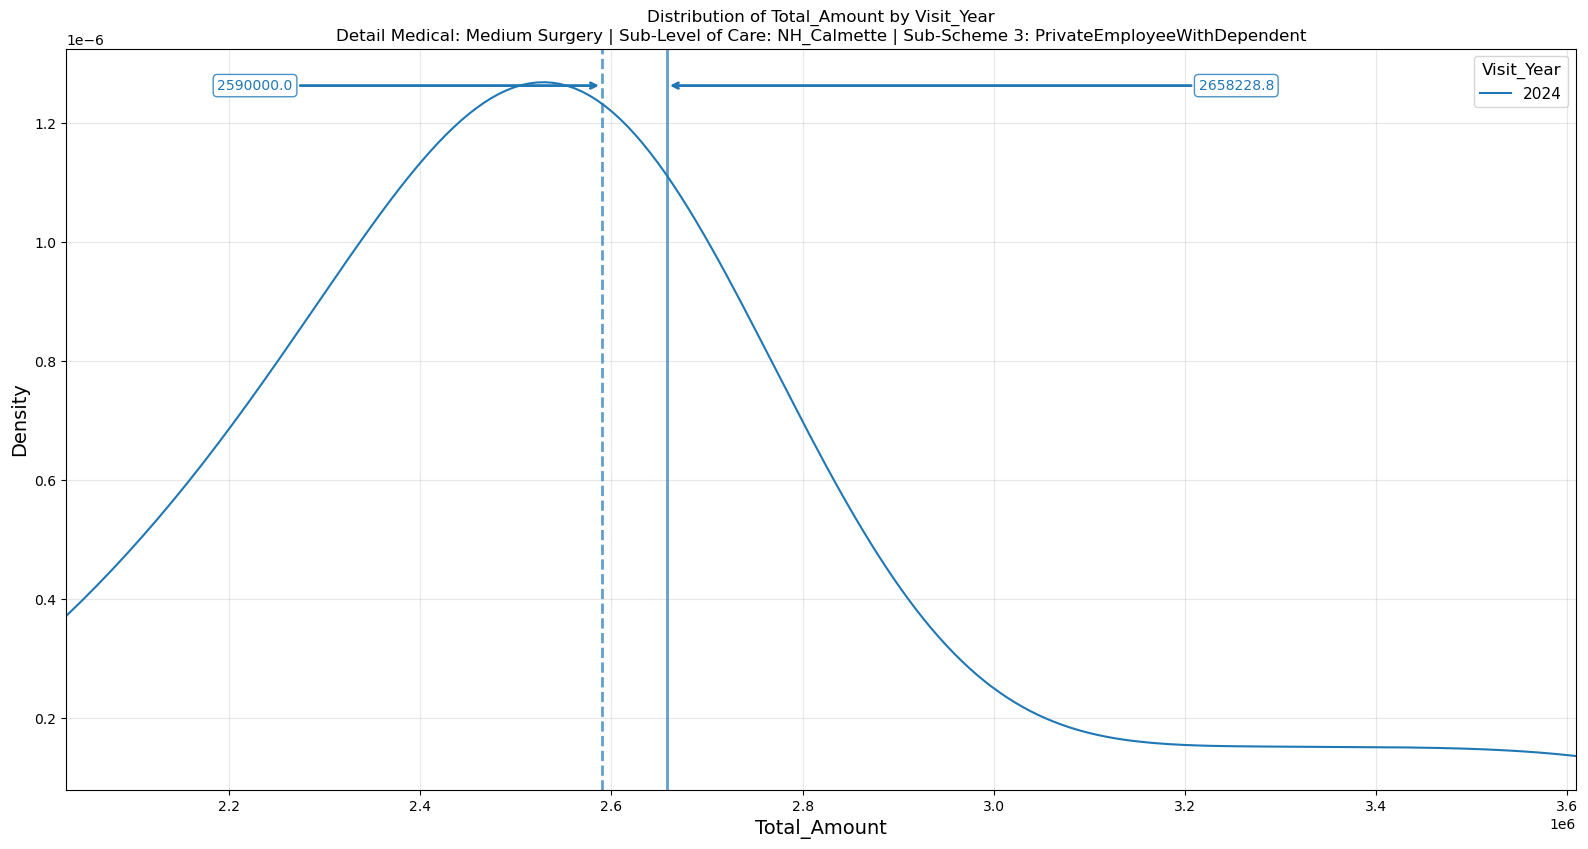 Distribution of Total_Amount by Visit_Year
Detail Medical: Medium Surgery | Sub-Level of Care: NH_Calmette | Sub-Scheme 3: PrivateEmployeeWithDependent
1e−6
2590000.0
2658228.8
Visit_Year
2024
1.2
1.0
0.8
0.6
0.4
0.2
Density
2.2 2.4 2.6 2.8 3.0 3.2 3.4 3.6
1e6
Total_Amount